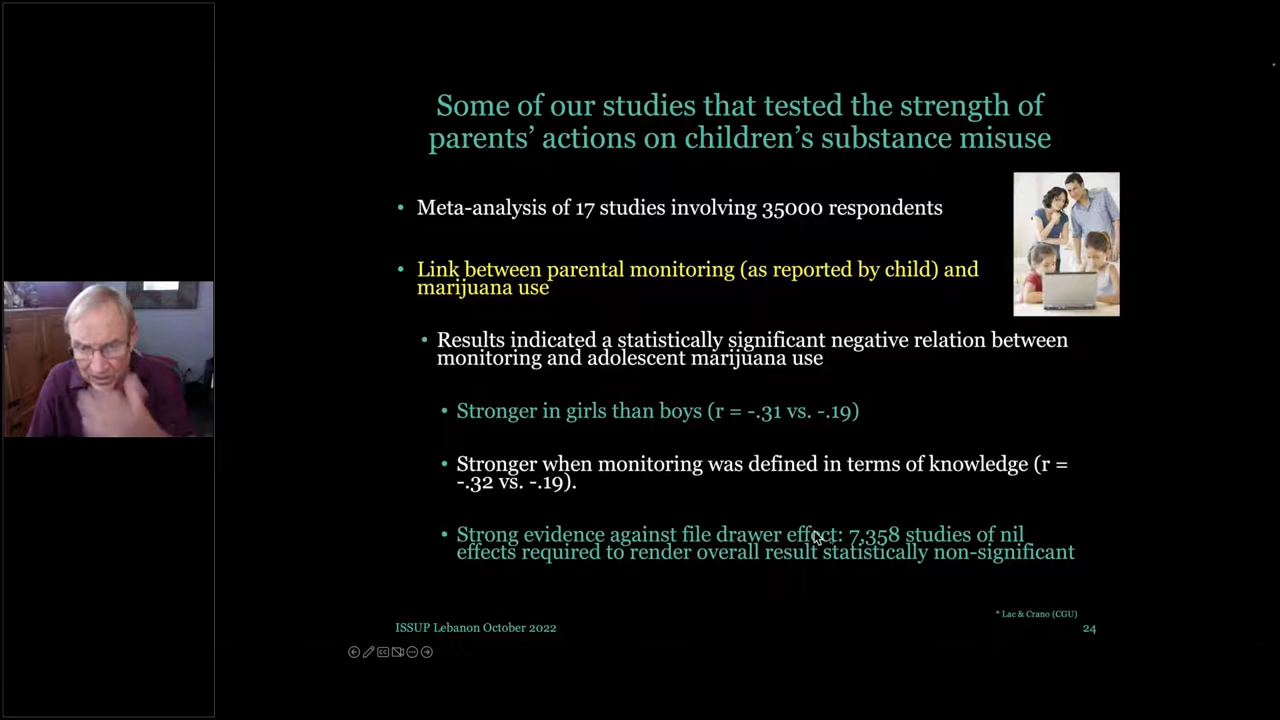 Some of our studies that tested the strength of
parents’ actions on children’s substance misuse
• Meta-analysis of 17 studies involving 35000 respondents
• Link between parental monitoring (as reported by child) and
marijuana use
• Results indicated a statistically significant negative relation between
monitoring and adolescent marijuana use
• Stronger in girls than boys (r = -.31 vs. -.19)
• Stronger when monitoring was defined in terms of knowledge (r =
-.32 vs. -.19).
• Strong evidence against file drawer effect: 7,358 studies of nil
effects required to render overall result statistically non-significant
* Lac & Crano (CGU)
ISSUP Lebanon October 2022
24